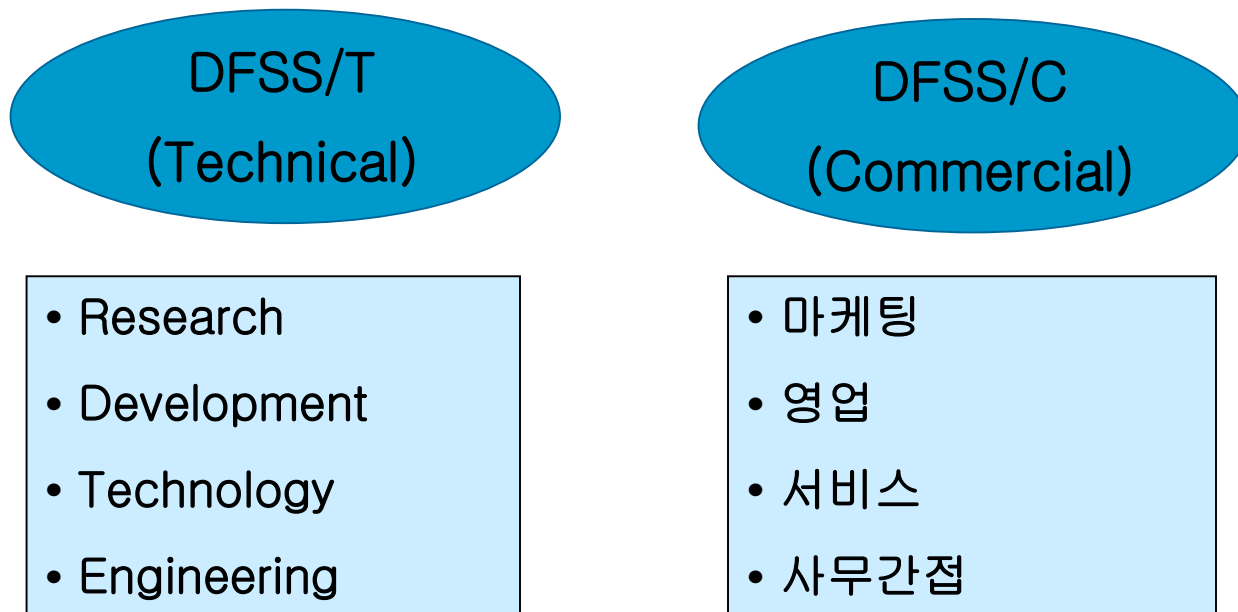 DFSS/T
(Technical)
DFSS/C
(Commercial)
• Research
• Development
• Technology
• Engineering
• 마케팅
• 영업
• 서비스
• 사무간접